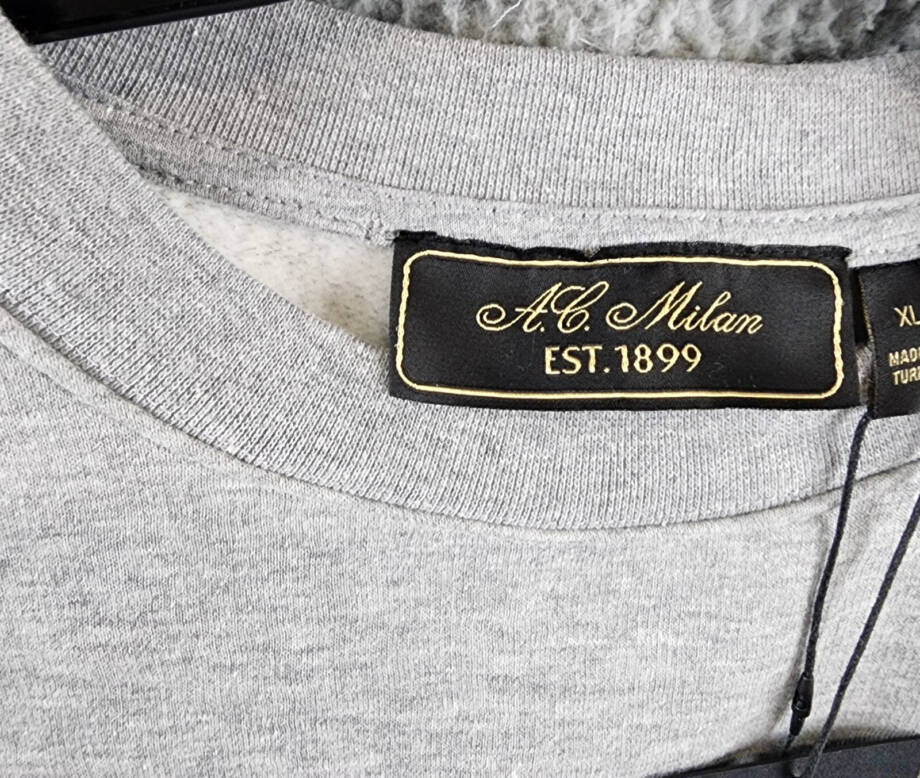 A.C. Milan
EST.1899
XL